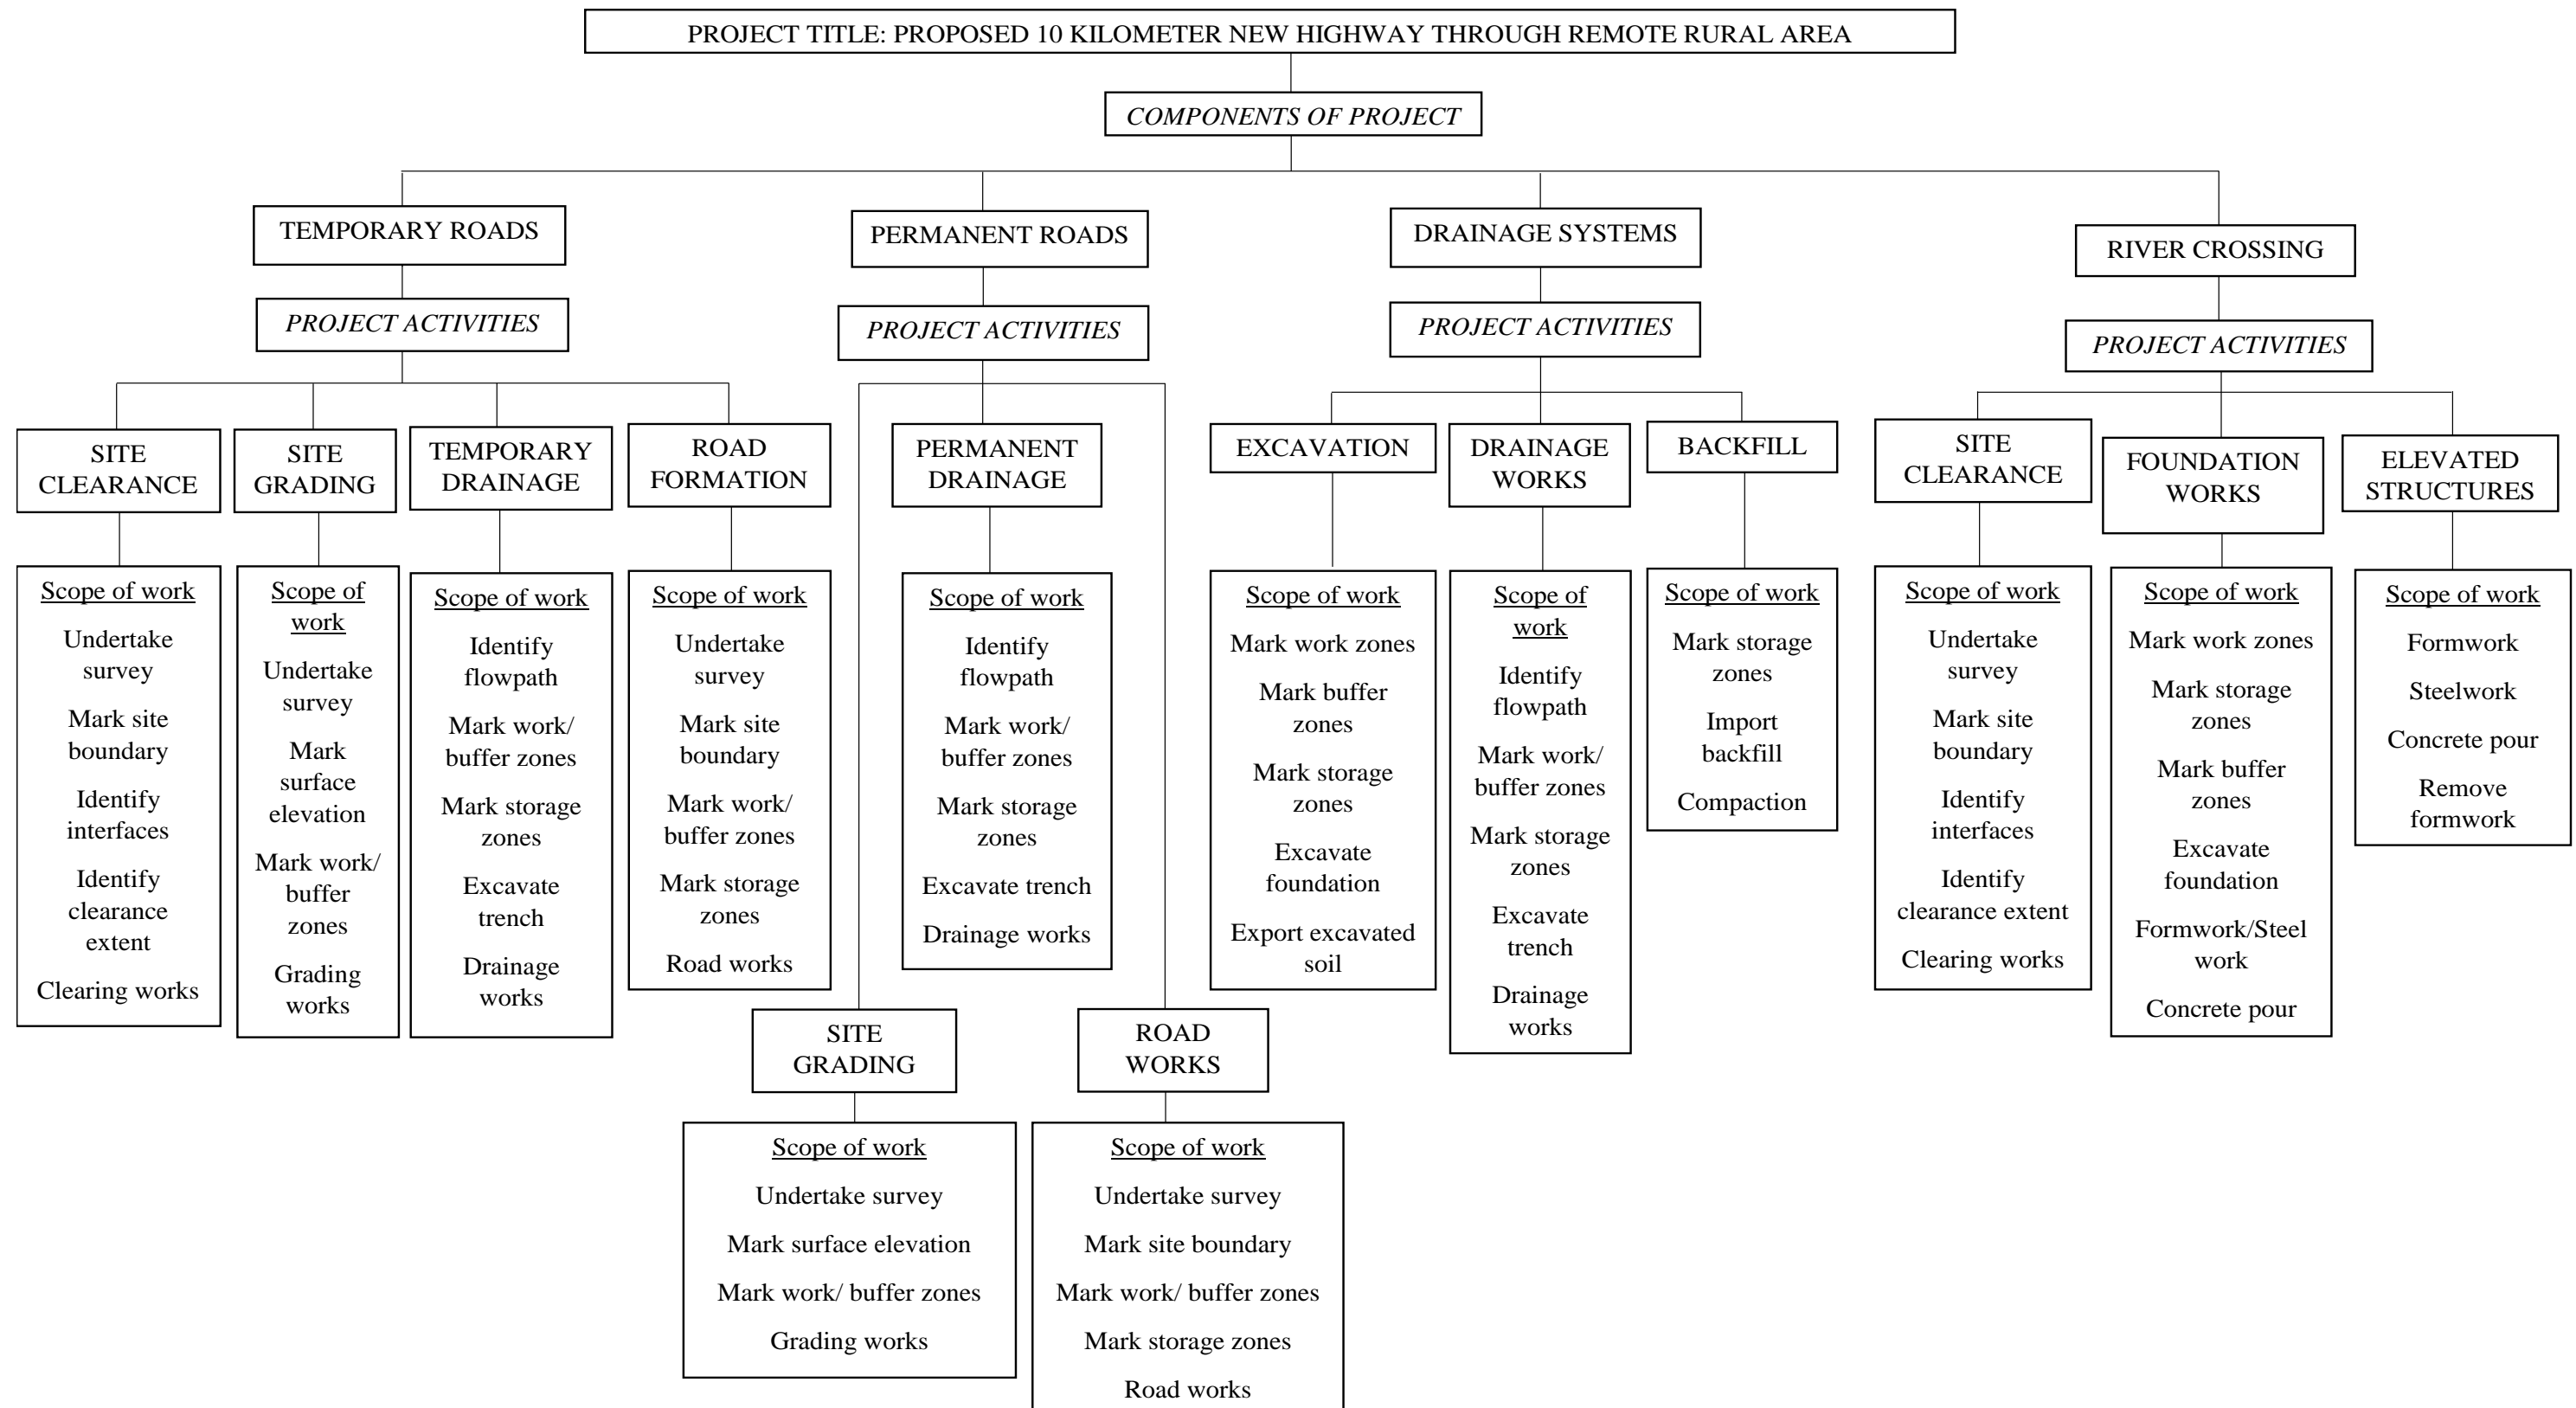 PROJECT TITLE: PROPOSED 10 KILOMETER NEW HIGHWAY THROUGH REMOTE RURAL AREA
COMPONENTS OF PROJECT
TEMPORARY ROADS
PROJECT ACTIVITIES
SITE
CLEARANCE
Scope of work
Undertake
survey
Mark site
boundary
Identify
interfaces
Identify
clearance
extent
Clearing works
SITE
GRADING
Scope of
work
Undertake
survey
Mark
surface
elevation
Mark work/
buffer
zones
Grading
works
TEMPORARY
DRAINAGE
Scope of work
Identify
flowpath
Mark work/
buffer zones
Mark storage
zones
Excavate
trench
Drainage
works
ROAD
FORMATION
Scope of work
Undertake
survey
Mark site
boundary
Mark work/
buffer zones
Mark storage
zones
Road works
PERMANENT ROADS
PROJECT ACTIVITIES
SITE
GRADING
Scope of work
Undertake survey
Mark surface elevation
Mark work/ buffer zones
Grading works
PERMANENT
DRAINAGE
Scope of work
Identify
flowpath
Mark work/
buffer zones
Mark storage
zones
Excavate trench
Drainage works
ROAD
WORKS
Scope of work
Undertake survey
Mark site boundary
Mark work/ buffer zones
Mark storage zones
Road works
DRAINAGE SYSTEMS
PROJECT ACTIVITIES
EXCAVATION
Scope of work
Mark work zones
Mark buffer
zones
Mark storage
zones
Excavate
foundation
Export excavated
soil
DRAINAGE
WORKS
Scope of
work
Identify
flowpath
Mark work/
buffer zones
Mark storage
zones
Excavate
trench
Drainage
works
BACKFILL
Scope of work
Mark storage
zones
Import
backfill
Compaction
RIVER CROSSING
PROJECT ACTIVITIES
SITE
CLEARANCE
Scope of work
Undertake
survey
Mark site
boundary
Identify
interfaces
Identify
clearance extent
Clearing works
FOUNDATION
WORKS
Scope of work
Mark work zones
Mark storage
zones
Mark buffer
zones
Excavate
foundation
Formwork/Steel
work
Concrete pour
ELEVATED
STRUCTURES
Scope of work
Formwork
Steelwork
Concrete pour
Remove
formwork